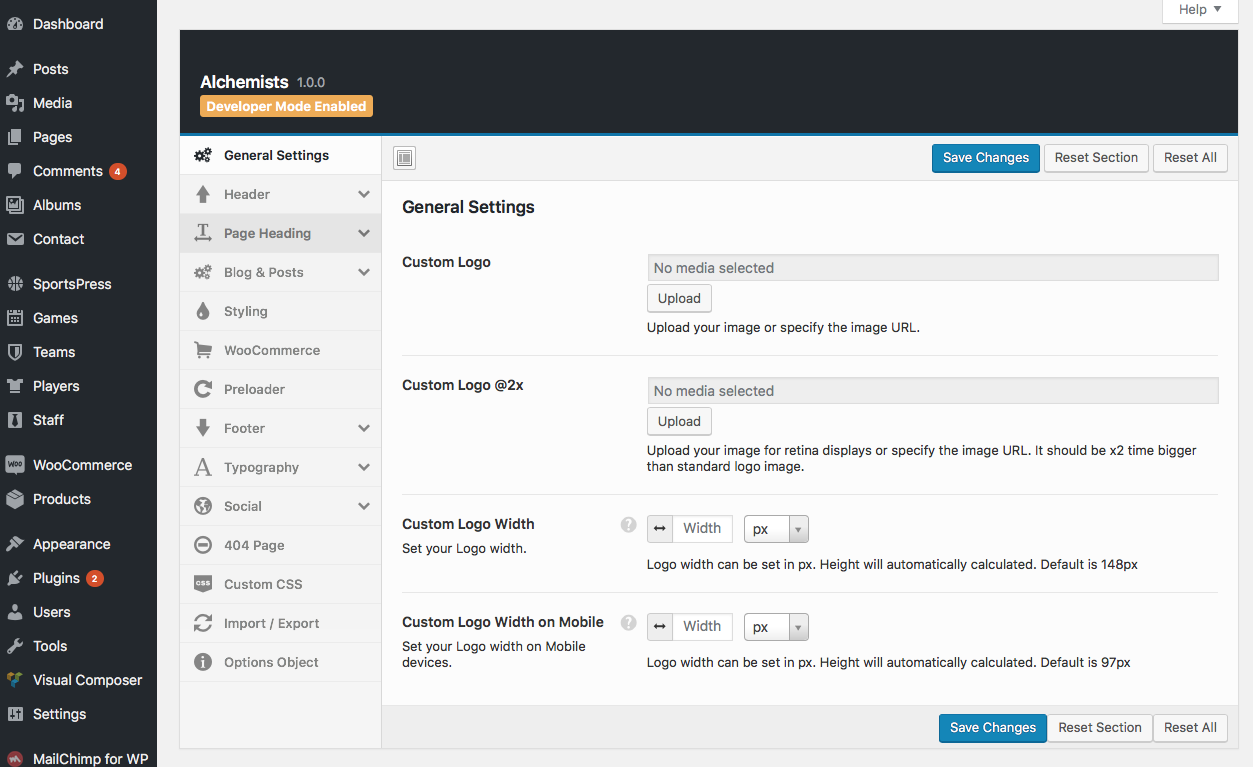 Help
Dashboard
Posts
Media
Pages
Comments 4
Albums
Contact
SportsPress
Games
Teams
Players
Staff
WooCommerce
Products
Appearance
Plugins 2
Users
Tools
Visual Composer
Settings
MailChimp for WP
Alchemists 1.0.0
Developer Mode Enabled
General Settings
Header
Page Heading
Blog & Posts
Styling
WooCommerce
Preloader
Footer
Typography
Social
404 Page
Custom CSS
Import / Export
Options Object
Save Changes Reset Section Reset All
General Settings
Custom Logo
No media selected
Upload
Upload your image or specify the image URL.
Custom Logo @2x
No media selected
Upload
Upload your image for retina displays or specify the image URL. It should be x2 time bigger
than standard logo image.
Custom Logo Width
Set your Logo width.
? Width px
Logo width can be set in px. Height will automatically calculated. Default is 148px
Custom Logo Width on Mobile
Set your Logo width on Mobile
devices.
? Width px
Logo width can be set in px. Height will automatically calculated. Default is 97px
Save Changes Reset Section Reset All